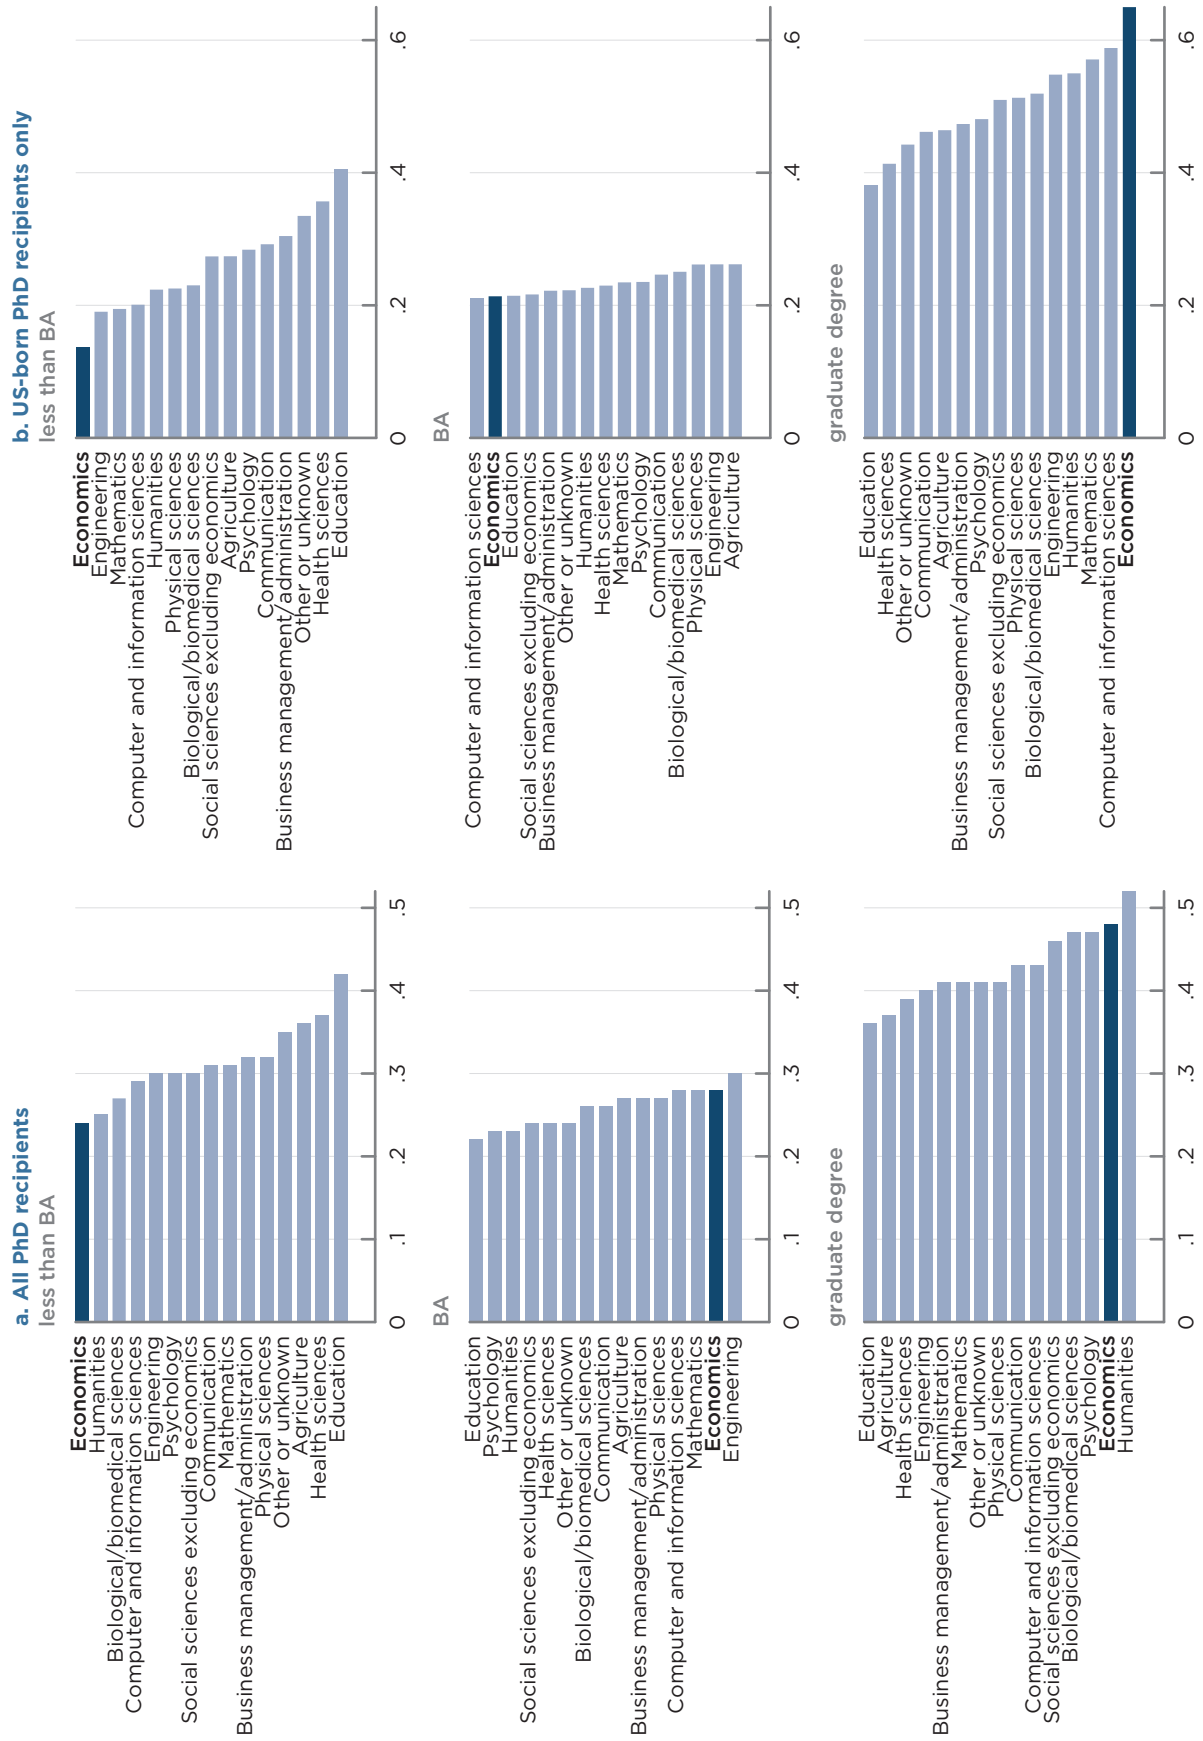 a. All PhD recipients
less than BA
Economics
Humanities
Biological/biomedical sciences
Computer and information sciences
Engineering
Psychology
Social sciences excluding economics
Communication
Mathematics
Business management/administration
Physical sciences
Other or unknown
Agriculture
Health sciences
Education
0 .1 .2 .3 .4 .5
BA
Education
Psychology
Humanities
Social sciences excluding economics
Health sciences
Other or unknown
Biological/biomedical sciences
Communication
Agriculture
Business management/administration
Physical sciences
Computer and information sciences
Mathematics
Economics
Engineering
0 .1 .2 .3 .4 .5
graduate degree
Education
Agriculture
Health sciences
Engineering
Business management/administration
Mathematics
Other or unknown
Physical sciences
Communication
Computer and information sciences
Social sciences excluding economics
Biological/biomedical sciences
Psychology
Economics
Humanities
0 .1 .2 .3 .4 .5
b. US-born PhD recipients only
less than BA
Economics
Engineering
Mathematics
Computer and information sciences
Humanities
Physical sciences
Biological/biomedical sciences
Social sciences excluding economics
Agriculture
Psychology
Communication
Business management/administration
Other or unknown
Health sciences
Education
0 .2 .4 .6
BA
Computer and information sciences
Economics
Education
Social sciences excluding economics
Business management/administration
Other or unknown
Humanities
Health sciences
Mathematics
Psychology
Communication
Biological/biomedical sciences
Physical sciences
Engineering
Agriculture
0 .2 .4 .6
graduate degree
Education
Health sciences
Other or unknown
Communication
Agriculture
Business management/administration
Psychology
Social sciences excluding economics
Physical sciences
Biological/biomedical sciences
Engineering
Humanities
Mathematics
Computer and information sciences
Economics
0 .2 .4 .6